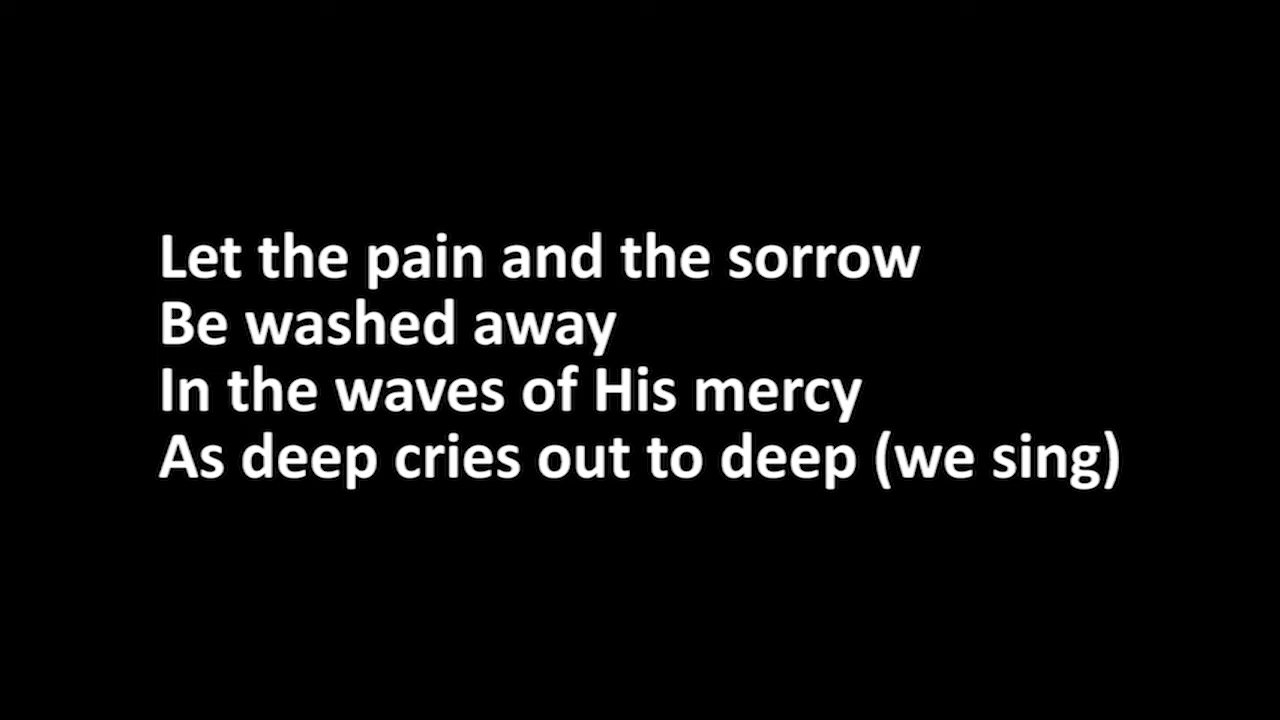 Let the pain and the sorrow
Be washed away
In the waves of His mercy
As deep cries out to deep (we sing)